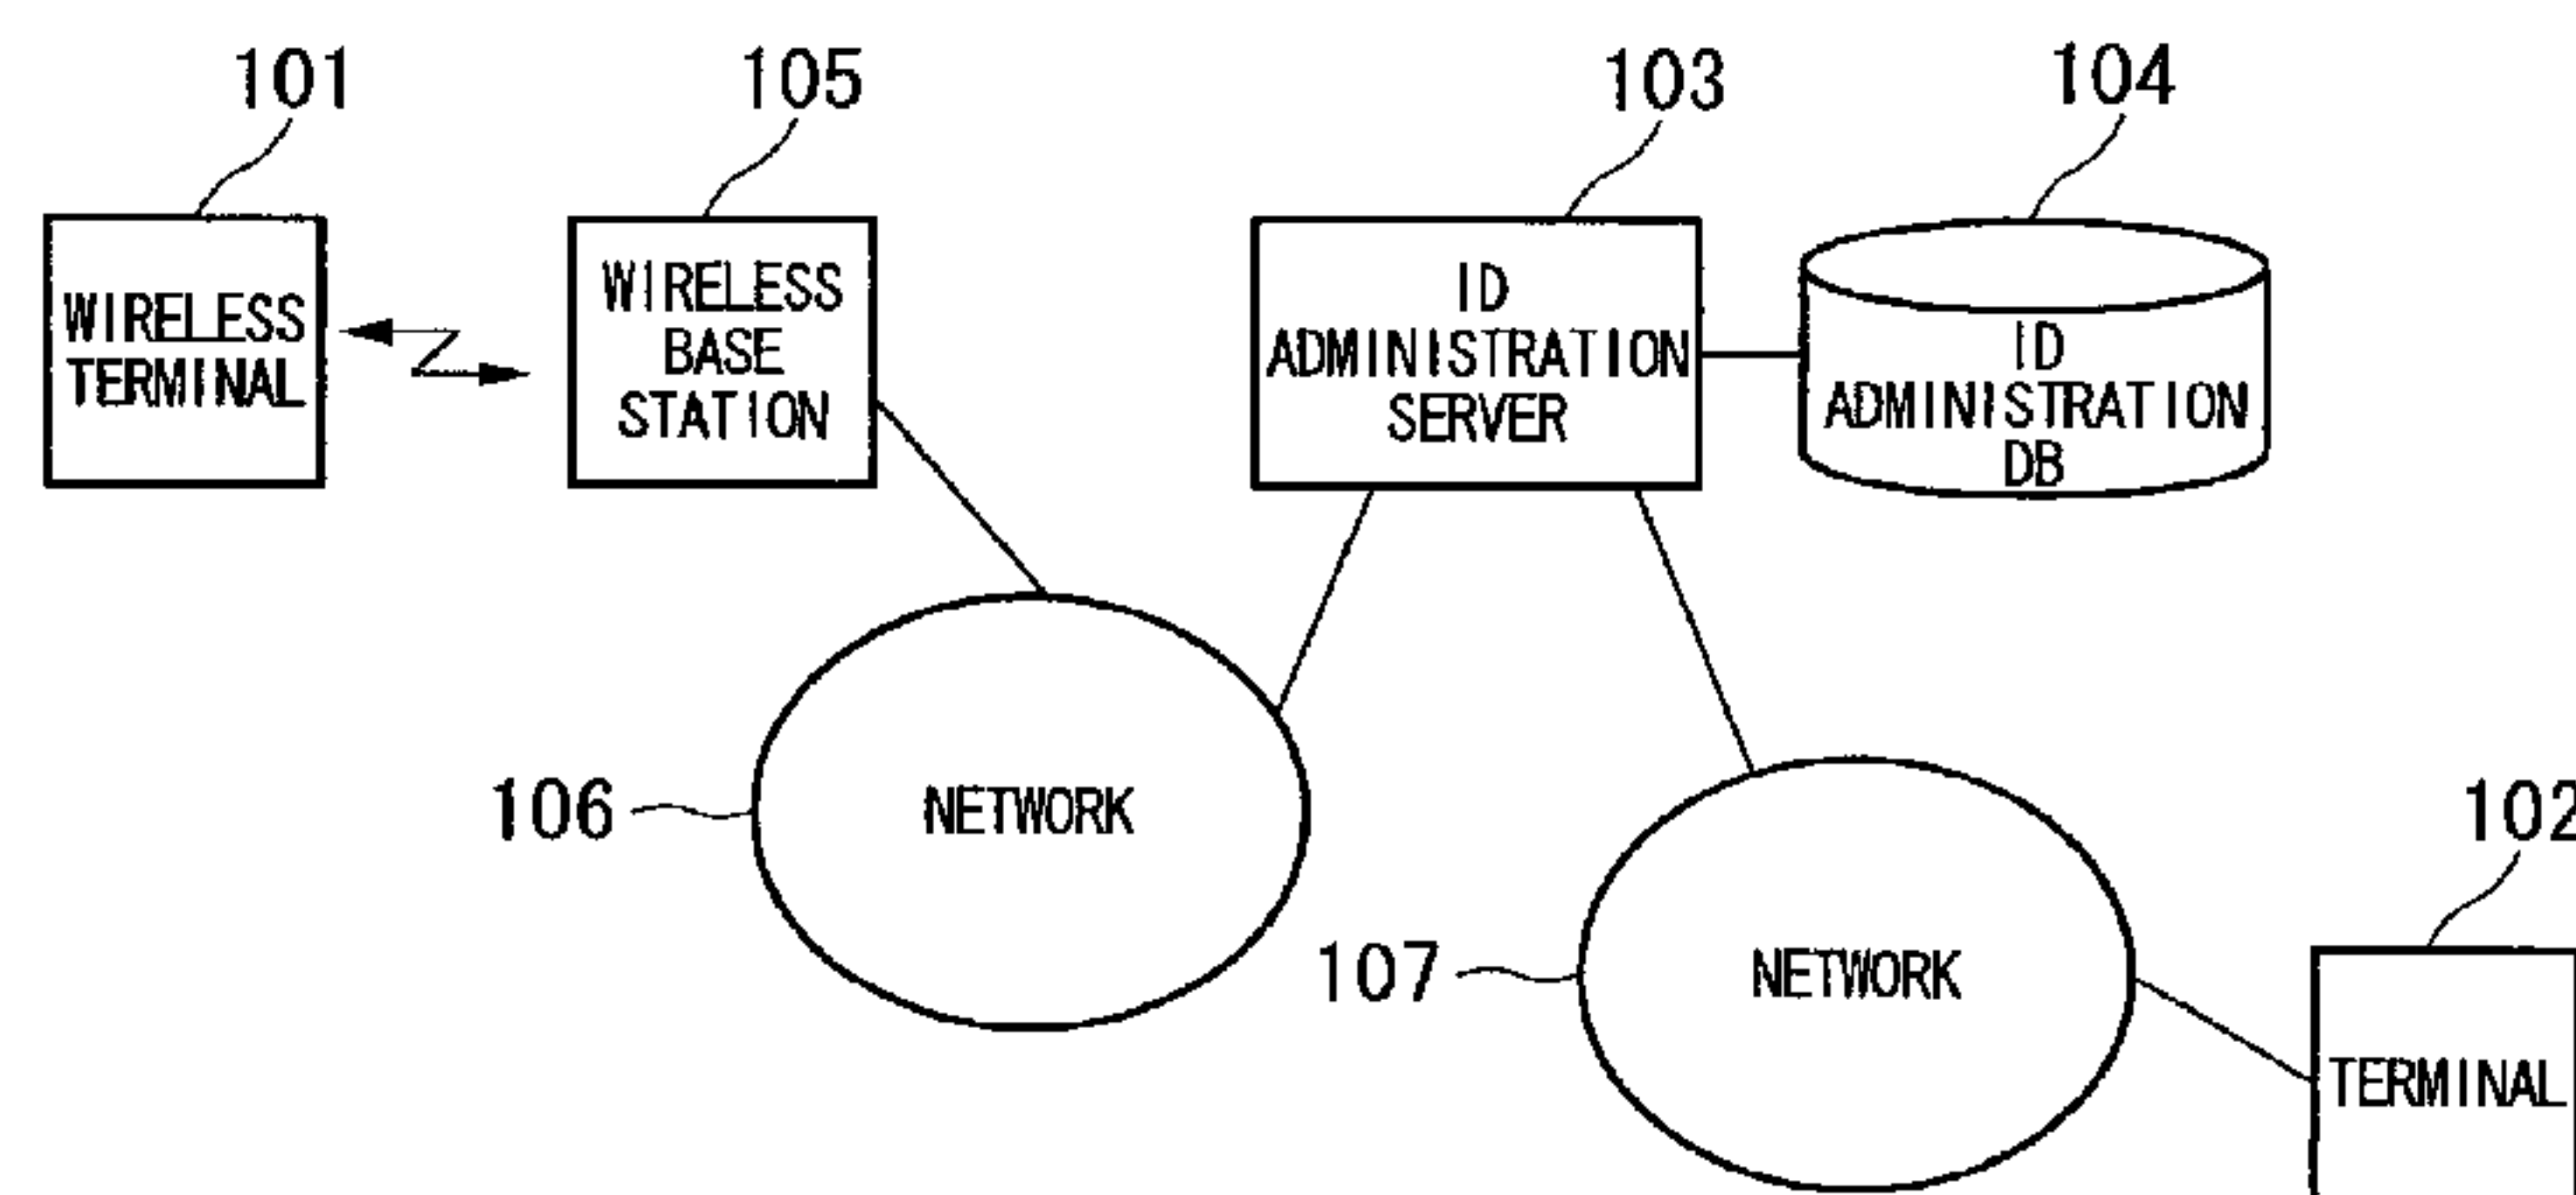 101
105
103
104
WIRELESS
TERMINAL
WIRELESS
BASE
STATION
ID
ADMINISTRATION
SERVER
ID
ADMINISTRATION
DB
106
NETWORK
107
NETWORK
102
TERMINAL